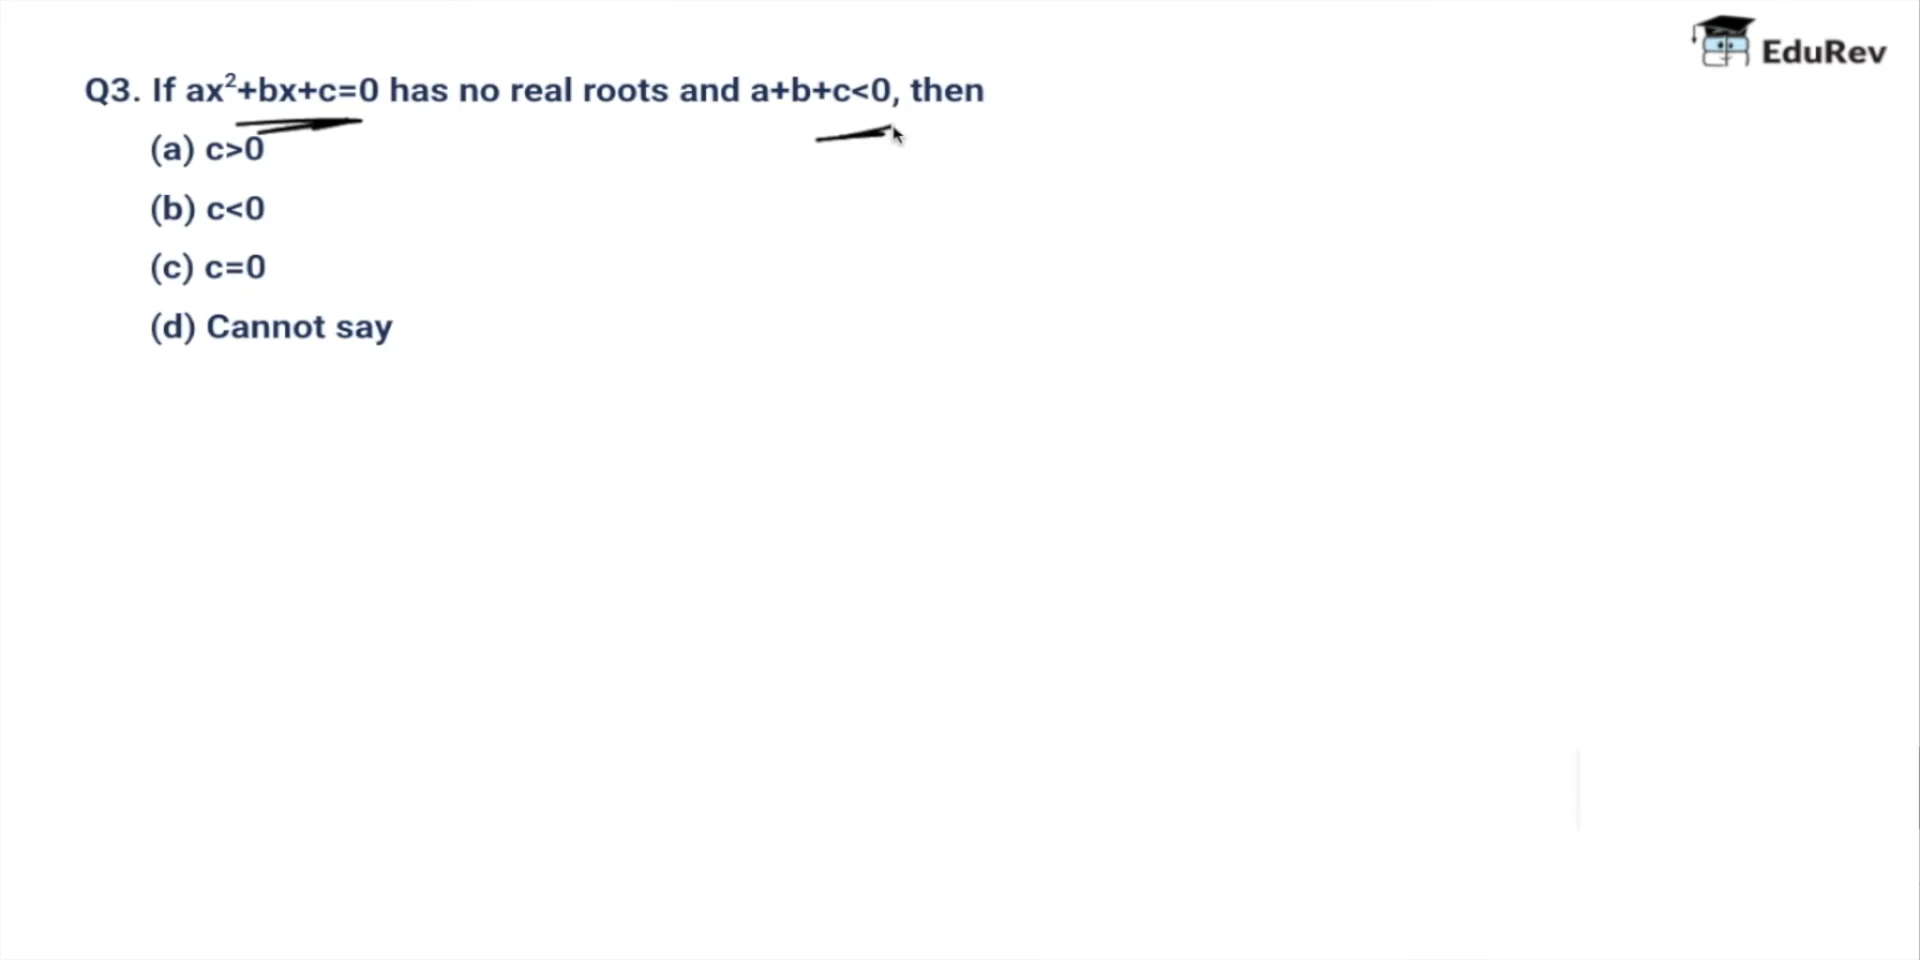 EduRev
Q3. If ax²+bx+c=0 has no real roots and a+b+c<0, then
(a) c>0
(b) c<0
(c) c=0
(d) Cannot say